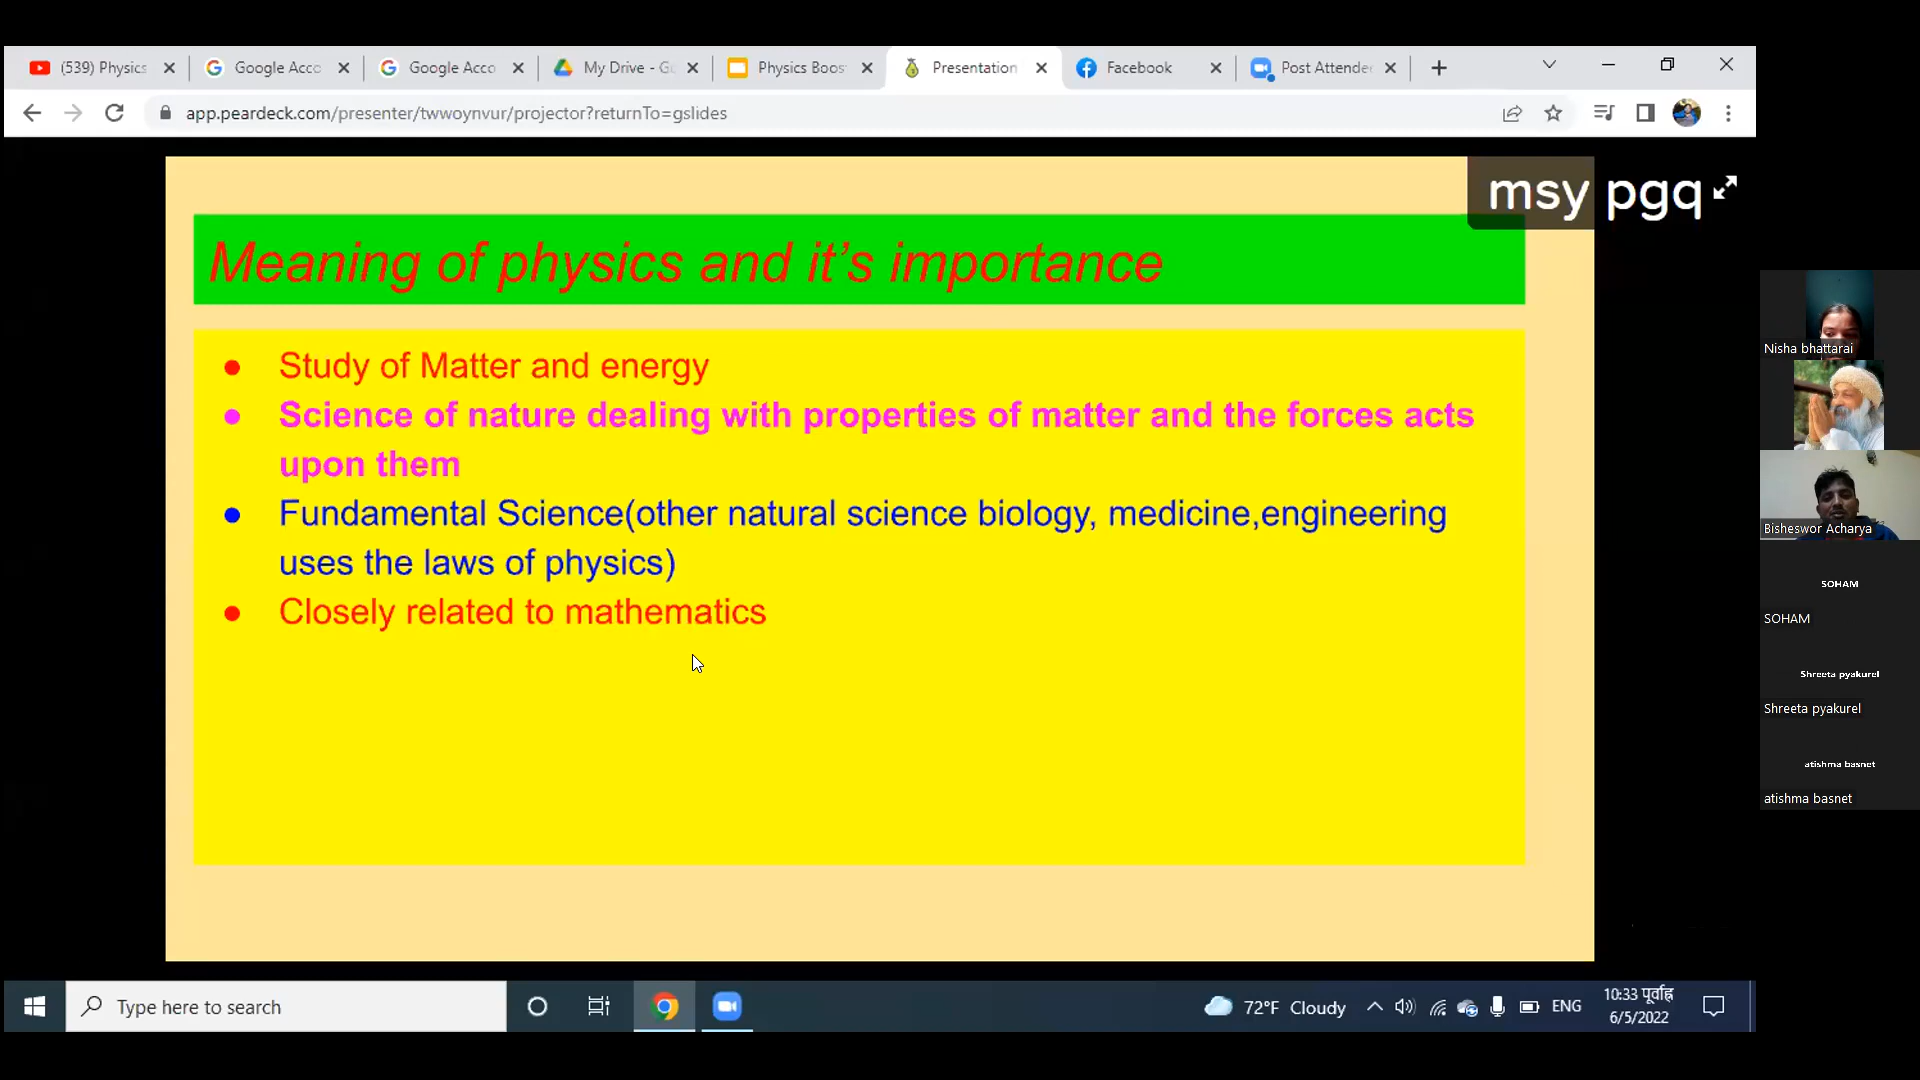 (539) Physics
Google Acco
Google Acco
My Drive - Go
Physics Boos
Presentation
Facebook
Post Attende
app.peardeck.com/presenter/twwoynvur/projector?returnTo=gslides
msy pgq
Meaning of physics and it’s importance
Study of Matter and energy
Science of nature dealing with properties of matter and the forces acts
upon them
Fundamental Science(other natural science biology, medicine,engineering
uses the laws of physics)
Closely related to mathematics
Nisha bhattarai
Bisheswor Acharya
SOHAM
SOHAM
Shreeta pyakurel
Shreeta pyakurel
atishma basnet
atishma basnet
Type here to search
72°F Cloudy
ENG
10:33 पूर्वाह्न
6/5/2022